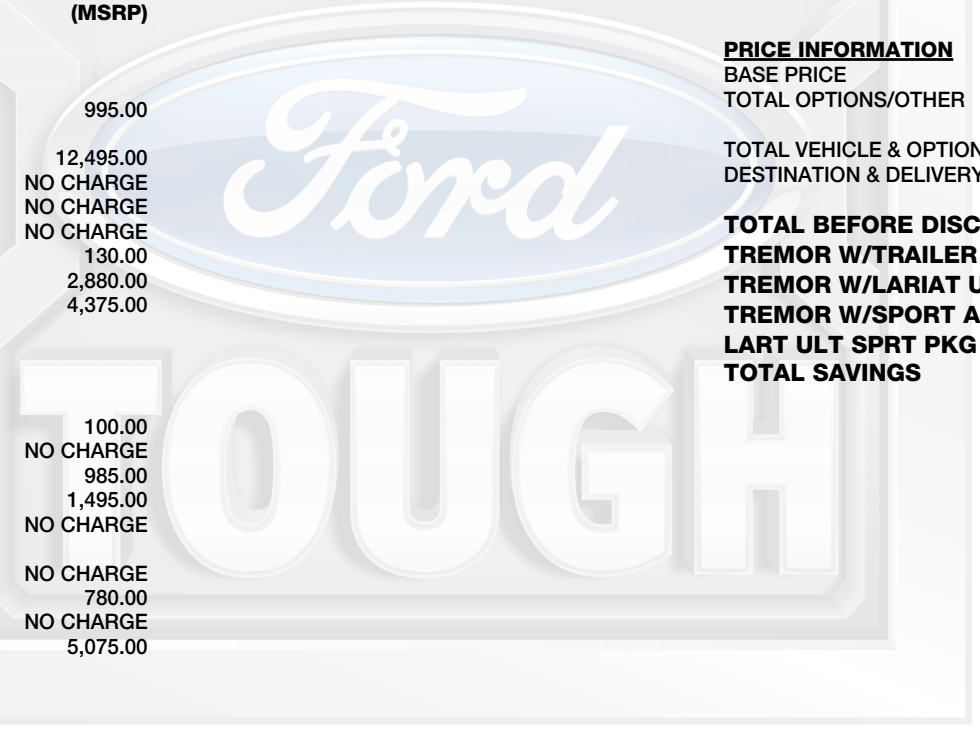 (MSRP)
995.00
12,495.00
NO CHARGE
NO CHARGE
NO CHARGE
130.00
2,880.00
4,375.00
100.00
NO CHARGE
985.00
1,495.00
NO CHARGE
NO CHARGE
780.00
NO CHARGE
5,075.00
Ford
TOUGH
PRICE INFORMATION
BASE PRICE
TOTAL OPTIONS/OTHER
TOTAL VEHICLE & OPTION
DESTINATION & DELIVERY
TOTAL BEFORE DISC
TREMOR W/TRAILER
TREMOR W/LARIAT U
TREMOR W/SPORT A
LART ULT SPRT PKG
TOTAL SAVINGS